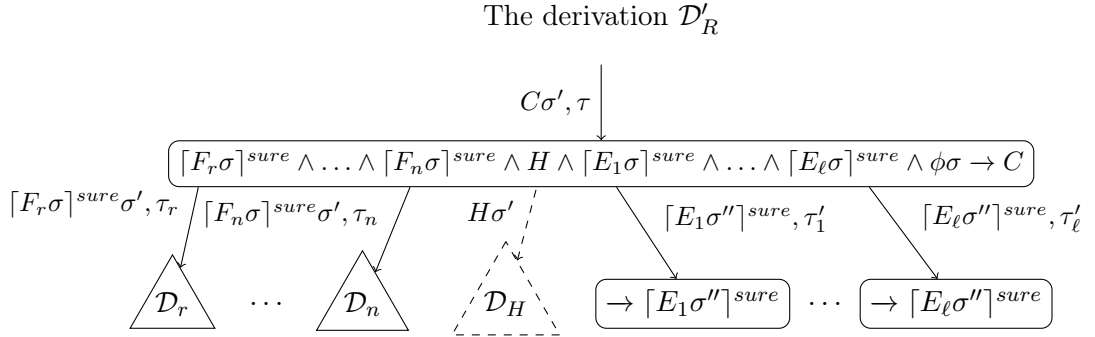 The derivation 𝒟′_R
Cσ′, τ
⌈F_rσ⌉^{sure} ∧ … ∧ ⌈F_nσ⌉^{sure} ∧ H ∧ ⌈E_1σ⌉^{sure} ∧ … ∧ ⌈E_ℓσ⌉^{sure} ∧ ϕσ → C
⌈F_rσ⌉^{sure}σ′, τ_r ⌈F_nσ⌉^{sure}σ′, τ_n Hσ′ ⌈E_1σ″⌉^{sure}, τ′_1 ⌈E_ℓσ″⌉^{sure}, τ′_ℓ
𝒟_r ⋯ 𝒟_n 𝒟_H → ⌈E_1σ″⌉^{sure} ⋯ → ⌈E_ℓσ″⌉^{sure}